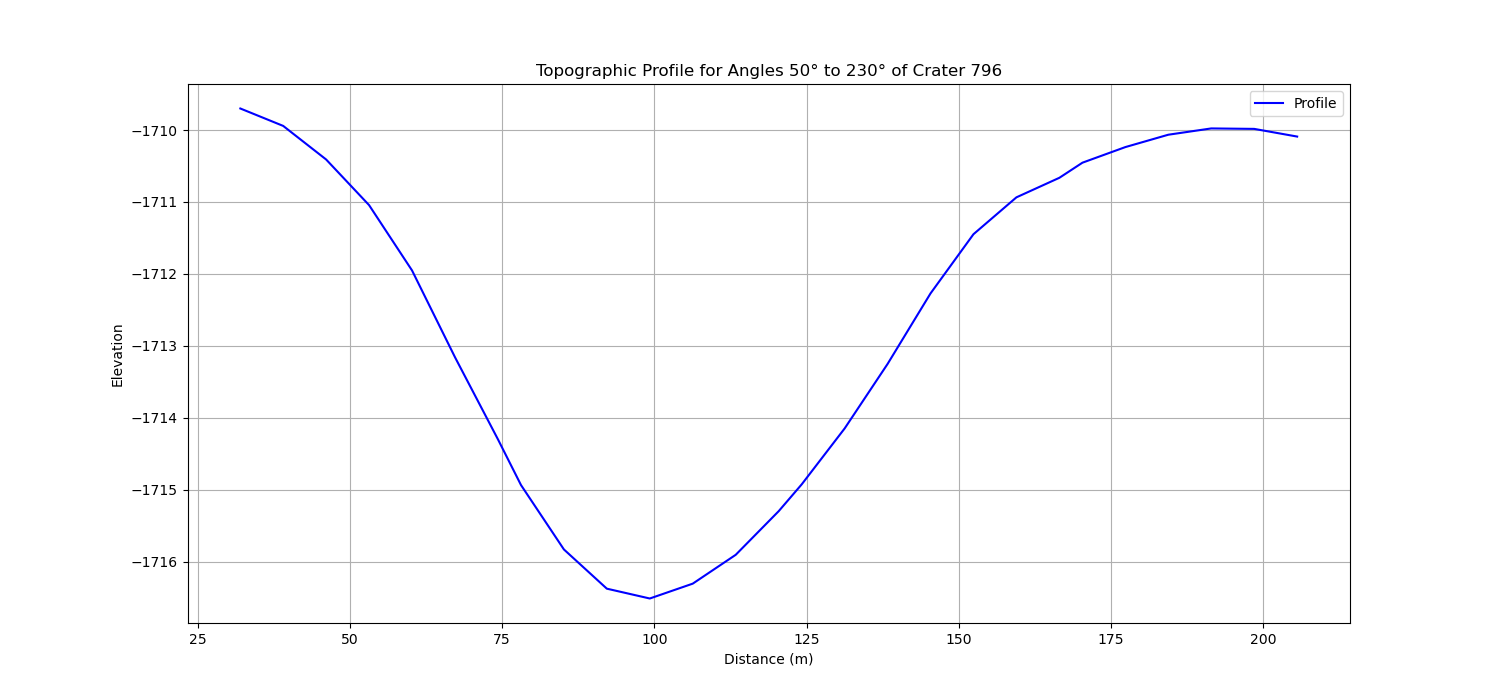 Topographic Profile for Angles 50° to 230° of Crater 796
Profile
−1710
−1711
−1712
−1713
−1714
−1715
−1716
Elevation
25 50 75 100 125 150 175 200
Distance (m)